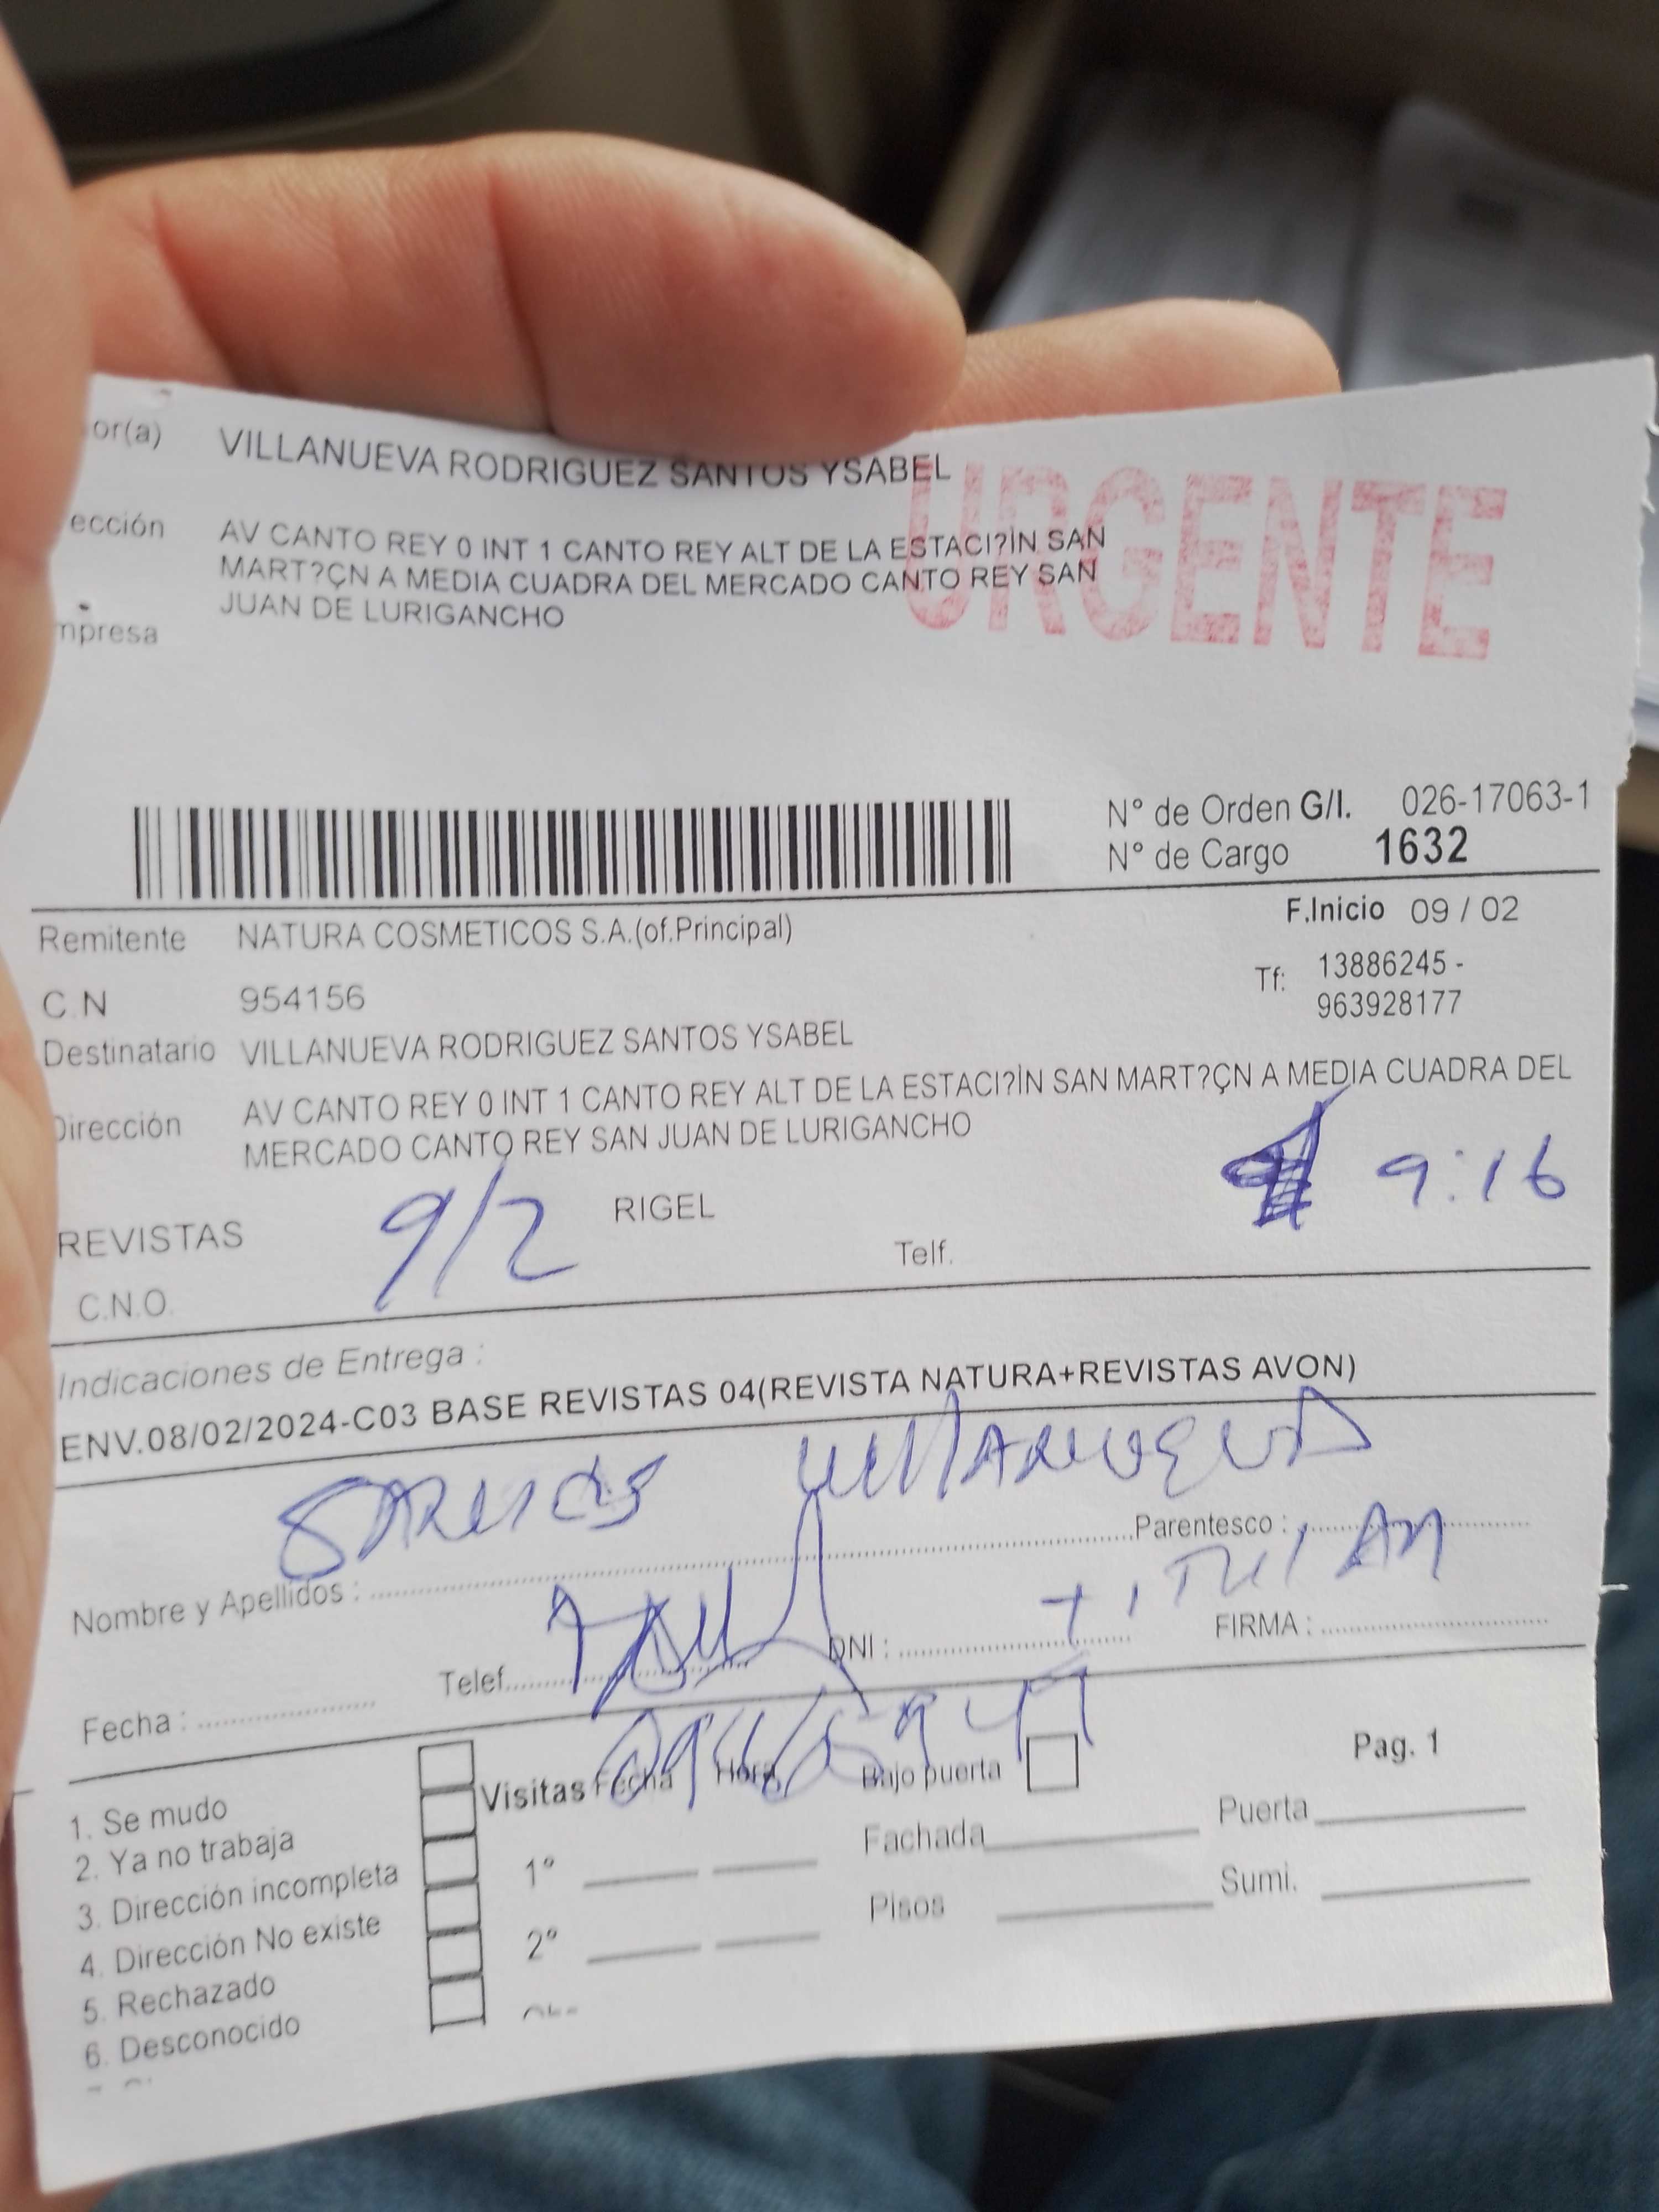 or(a) VILLANUEVA RODRIGUEZ SANTOS YSABEL
URGENTE
ección AV CANTO REY 0 INT 1 CANTO REY ALT DE LA ESTACI?ÌN SAN
MART?ÇN A MEDIA CUADRA DEL MERCADO CANTO REY SAN
JUAN DE LURIGANCHO
mpresa
N° de Orden G/I. 026-17063-1
N° de Cargo 1632
Remitente NATURA COSMETICOS S.A.(of.Principal) F.Inicio 09 / 02
C.N 954156 Tf: 13886245 -
963928177
Destinatario VILLANUEVA RODRIGUEZ SANTOS YSABEL
Dirección AV CANTO REY 0 INT 1 CANTO REY ALT DE LA ESTACI?ÌN SAN MART?ÇN A MEDIA CUADRA DEL
MERCADO CANTO REY SAN JUAN DE LURIGANCHO
9:16
REVISTAS 9/2 RIGEL
C.N.O. Telf.
Indicaciones de Entrega :
ENV.08/02/2024-C03 BASE REVISTAS 04(REVISTA NATURA+REVISTAS AVON)
SANTOS VILLANUEVA
Nombre y Apellidos : Parentesco :
TITULAR
Fecha : Telef. DNI : FIRMA :
Visitas Fecha Hora Bajo puerta Pag. 1
1. Se mudo
2. Ya no trabaja
3. Dirección incompleta
4. Dirección No existe
5. Rechazado
6. Desconocido
1° Fachada Puerta
2° Pisos Sumi.